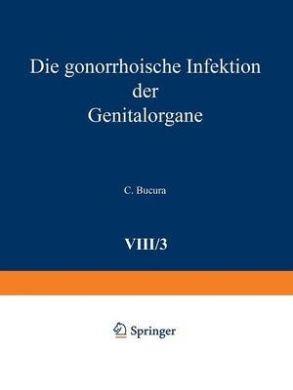 Die gonorrhoische Infektion
der
Genitalorgane
C. Bucura
VIII/3
Springer